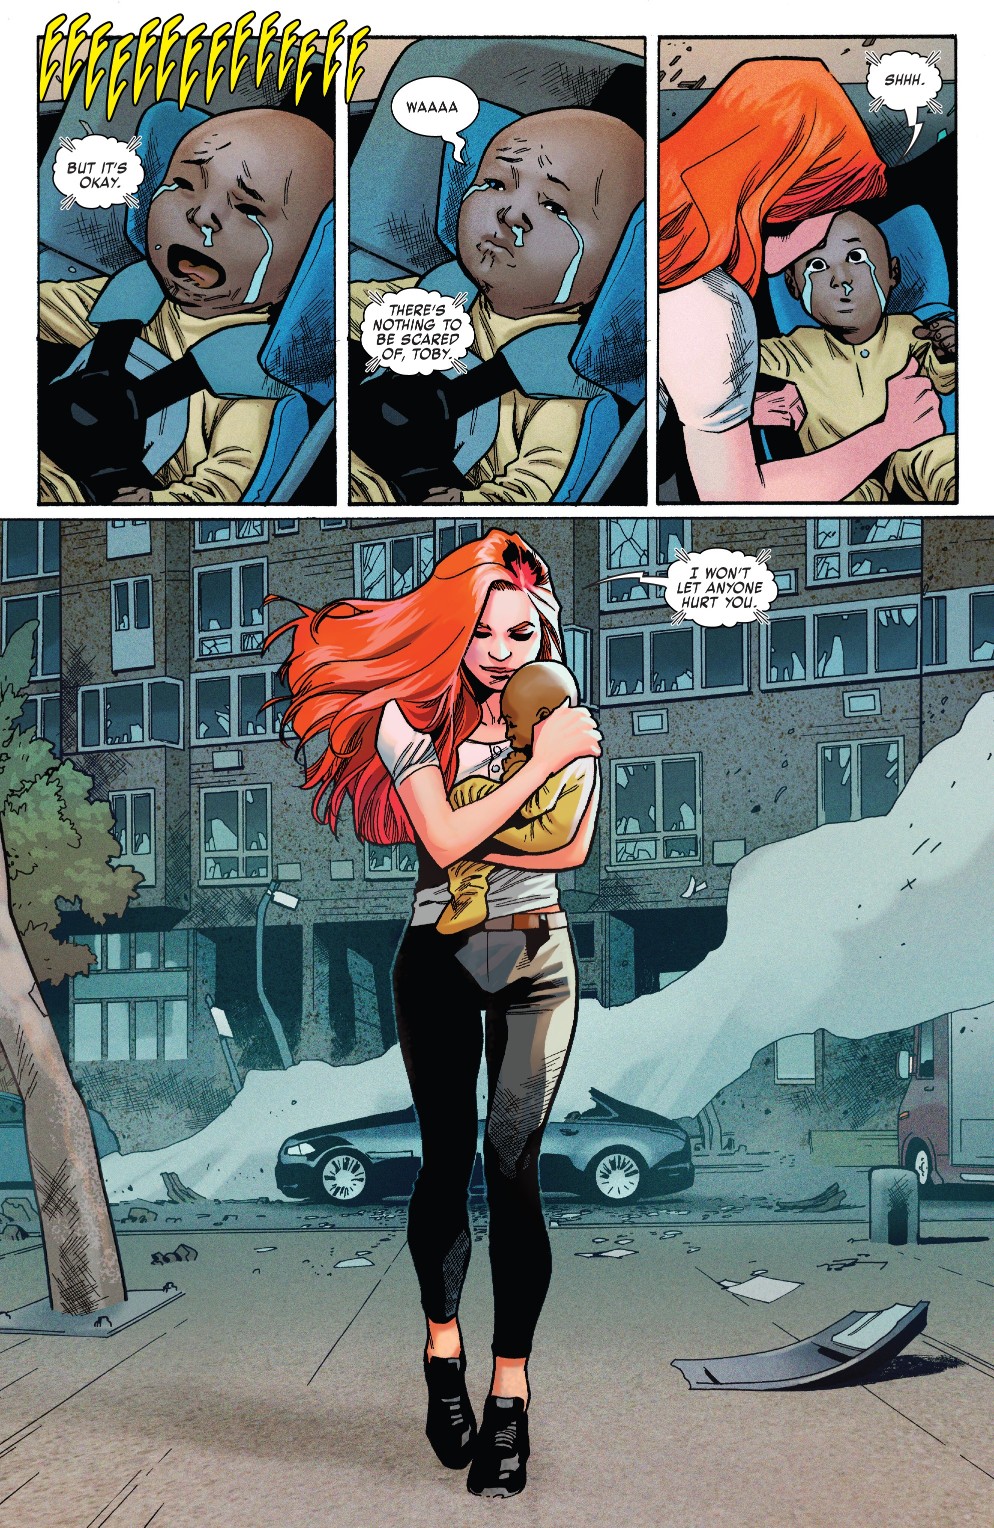 EEEEEEEEEEEEEE
BUT IT'S
OKAY.
WAAAA
THERE'S
NOTHING TO
BE SCARED
OF, TOBY.
SHHH.
I WON'T
LET ANYONE
HURT YOU.